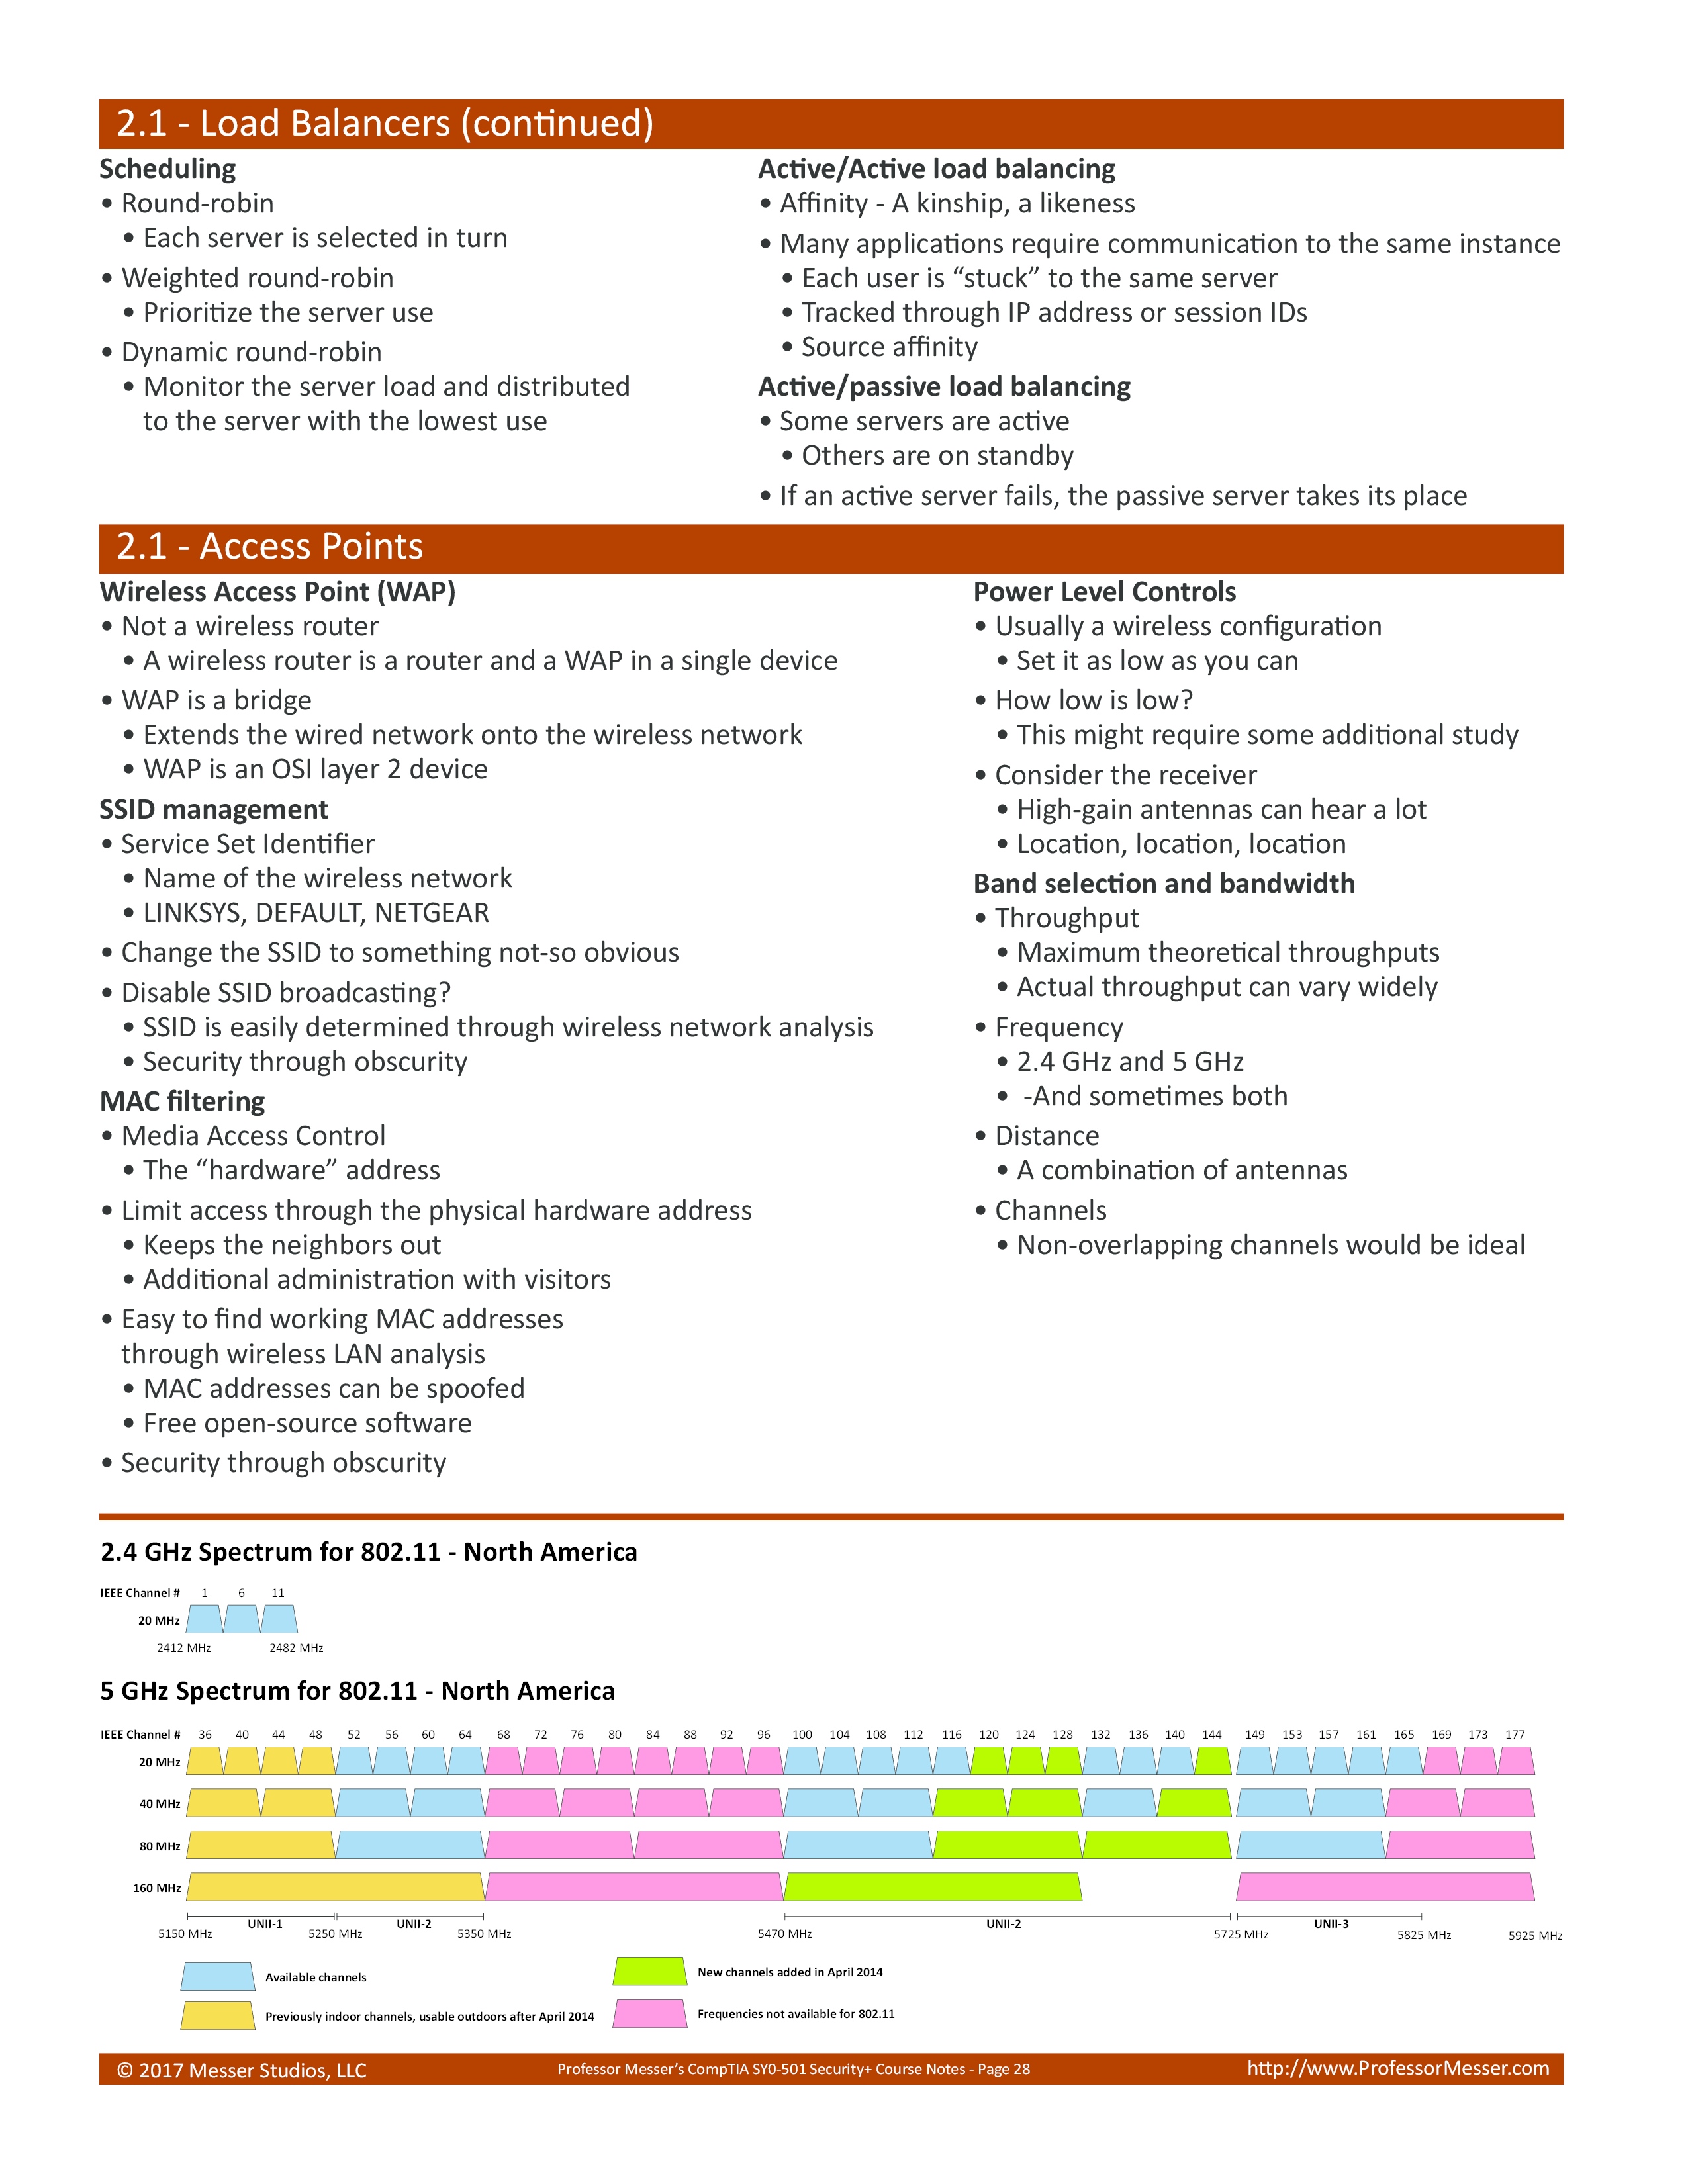 2.1 - Load Balancers (continued)
Scheduling
• Round-robin
• Each server is selected in turn
• Weighted round-robin
• Prioritize the server use
• Dynamic round-robin
• Monitor the server load and distributed
to the server with the lowest use
Active/Active load balancing
• Affinity - A kinship, a likeness
• Many applications require communication to the same instance
• Each user is “stuck” to the same server
• Tracked through IP address or session IDs
• Source affinity
Active/passive load balancing
• Some servers are active
• Others are on standby
• If an active server fails, the passive server takes its place
2.1 - Access Points
Wireless Access Point (WAP)
• Not a wireless router
• A wireless router is a router and a WAP in a single device
• WAP is a bridge
• Extends the wired network onto the wireless network
• WAP is an OSI layer 2 device
SSID management
• Service Set Identifier
• Name of the wireless network
• LINKSYS, DEFAULT, NETGEAR
• Change the SSID to something not-so obvious
• Disable SSID broadcasting?
• SSID is easily determined through wireless network analysis
• Security through obscurity
MAC filtering
• Media Access Control
• The “hardware” address
• Limit access through the physical hardware address
• Keeps the neighbors out
• Additional administration with visitors
• Easy to find working MAC addresses
through wireless LAN analysis
• MAC addresses can be spoofed
• Free open-source software
• Security through obscurity
Power Level Controls
• Usually a wireless configuration
• Set it as low as you can
• How low is low?
• This might require some additional study
• Consider the receiver
• High-gain antennas can hear a lot
• Location, location, location
Band selection and bandwidth
• Throughput
• Maximum theoretical throughputs
• Actual throughput can vary widely
• Frequency
• 2.4 GHz and 5 GHz
• -And sometimes both
• Distance
• A combination of antennas
• Channels
• Non-overlapping channels would be ideal
2.4 GHz Spectrum for 802.11 - North America
IEEE Channel # 1 6 11
20 MHz
2412 MHz 2482 MHz
5 GHz Spectrum for 802.11 - North America
IEEE Channel # 36 40 44 48 52 56 60 64 68 72 76 80 84 88 92 96 100 104 108 112 116 120 124 128 132 136 140 144 149 153 157 161 165 169 173 177
20 MHz
40 MHz
80 MHz
160 MHz
UNII-1 UNII-2 UNII-2 UNII-3
5150 MHz 5250 MHz 5350 MHz 5470 MHz 5725 MHz 5825 MHz 5925 MHz
Available channels
New channels added in April 2014
Previously indoor channels, usable outdoors after April 2014
Frequencies not available for 802.11
© 2017 Messer Studios, LLC
Professor Messer’s CompTIA SY0-501 Security+ Course Notes - Page 28
http://www.ProfessorMesser.com